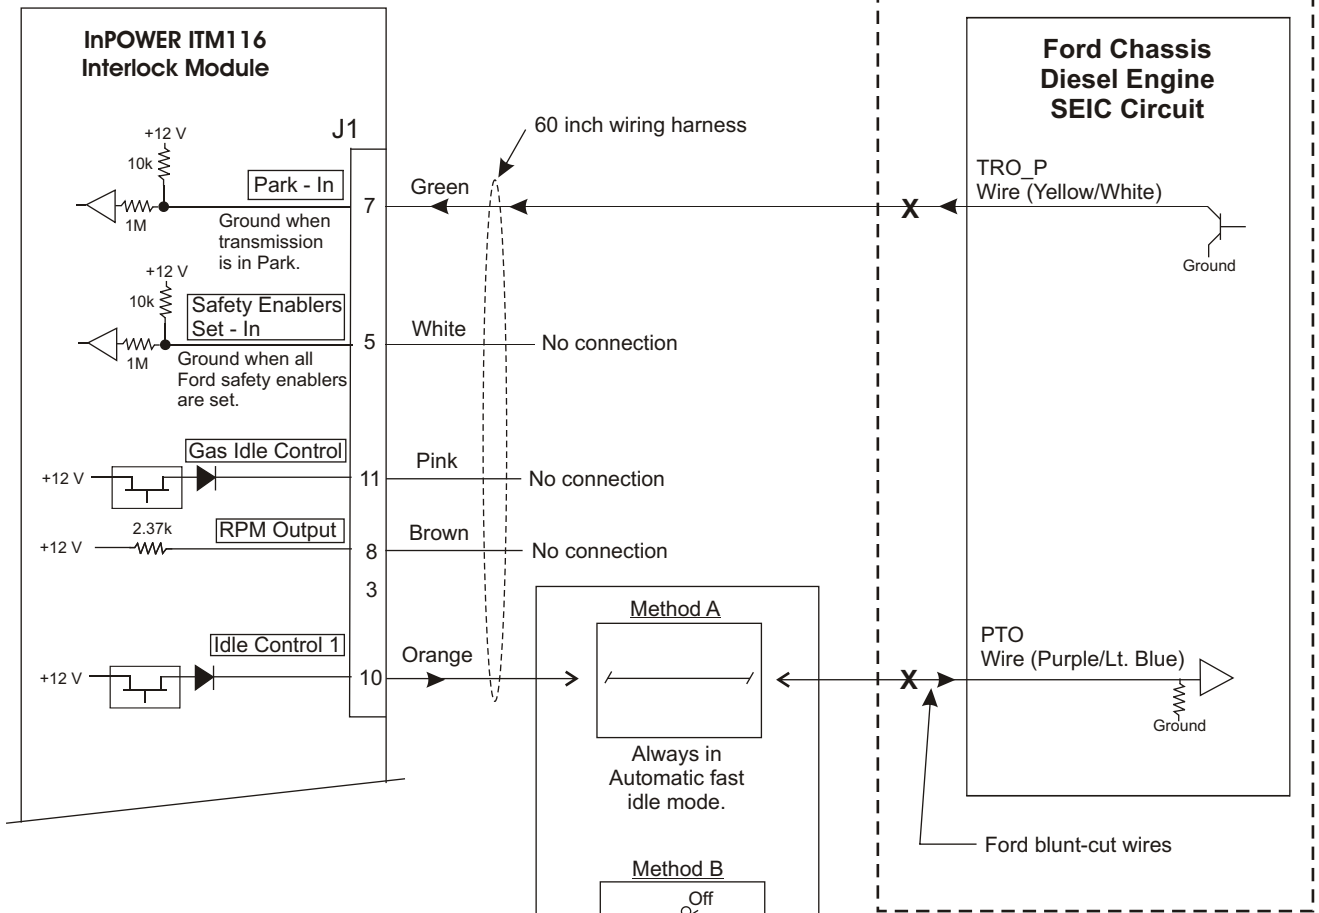 InPOWER ITM116
Interlock Module
J1
+12 V
10k
1M
Park - In
Ground when
transmission
is in Park.
7
Green
60 inch wiring harness
+12 V
10k
1M
Safety Enablers
Set - In
Ground when all
Ford safety enablers
are set.
5
White
No connection
+12 V
Gas Idle Control
11
Pink
No connection
+12 V
2.37k
RPM Output
8
Brown
No connection
3
+12 V
Idle Control 1
10
Orange
Method A
Always in
Automatic fast
idle mode.
Method B
Off
Ford Chassis
Diesel Engine
SEIC Circuit
TRO_P
Wire (Yellow/White)
X
Ground
PTO
Wire (Purple/Lt. Blue)
X
Ground
Ford blunt-cut wires